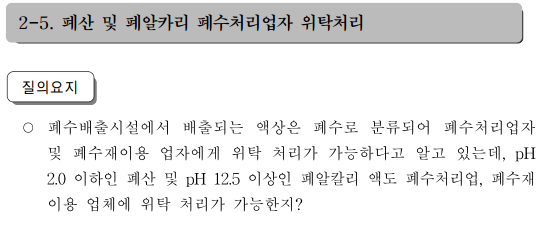 2-5. 폐산 및 폐알카리 폐수처리업자 위탁처리
질의요지
○ 폐수배출시설에서 배출되는 액상은 폐수로 분류되어 폐수처리업자
및 폐수재이용 업자에게 위탁 처리가 가능하다고 알고 있는데, pH
2.0 이하인 폐산 및 pH 12.5 이상인 폐알칼리 액도 폐수처리업, 폐수재
이용 업체에 위탁 처리가 가능한지?